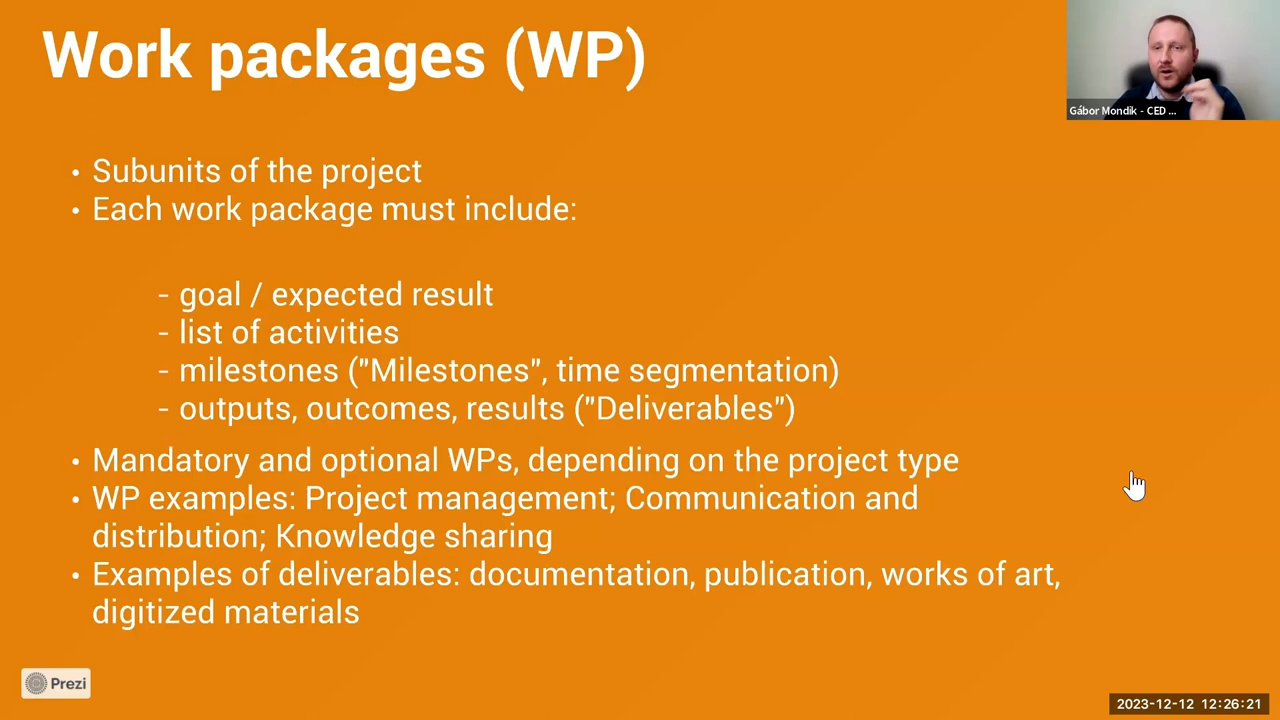 Work packages (WP)
Gábor Mondik - CED ...
• Subunits of the project
• Each work package must include:
- goal / expected result
- list of activities
- milestones ("Milestones", time segmentation)
- outputs, outcomes, results ("Deliverables")
• Mandatory and optional WPs, depending on the project type
• WP examples: Project management; Communication and
distribution; Knowledge sharing
• Examples of deliverables: documentation, publication, works of art,
digitized materials
Prezi
2023-12-12 12:26:21